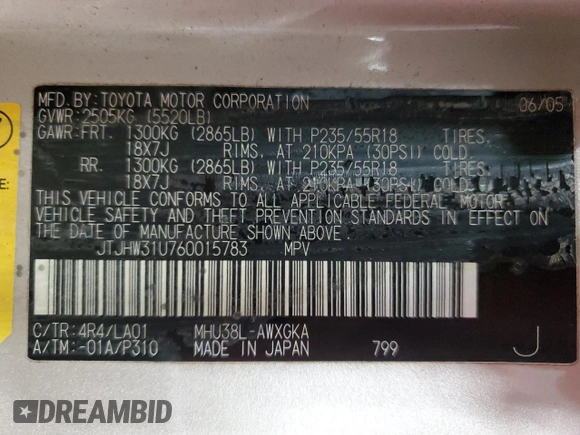 MFD.BY:TOYOTA MOTOR CORPORATION 06/05
GVWR:2505KG (5520LB)
GAWR:FRT. 1300KG (2865LB) WITH P235/55R18 TIRES,
18X7J RIMS, AT 210KPA (30PSI) COLD.
RR. 1300KG (2865LB) WITH P235/55R18 TIRES,
18X7J RIMS, AT 210KPA (30PSI) COLD.
THIS VEHICLE CONFORMS TO ALL APPLICABLE FEDERAL MOTOR
VEHICLE SAFETY AND THEFT PREVENTION STANDARDS IN EFFECT ON
THE DATE OF MANUFACTURE SHOWN ABOVE.
JTJHW31U760015783 MPV
C/TR:4R4/LA01 MHU38L-AWXGKA
A/TM:-01A/P310 MADE IN JAPAN 799 J
E:
DREAMBID